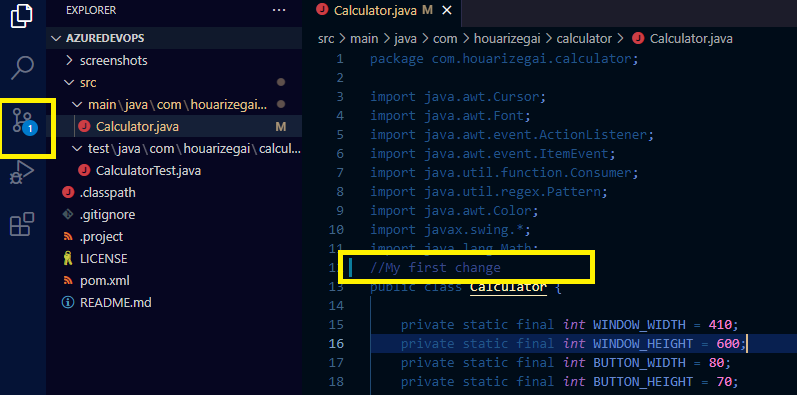 EXPLORER ...
AZUREDEVOPS
screenshots
src
main\java\com\houarizegai...
Calculator.java M
test\java\com\houarizegai\calcul...
CalculatorTest.java
.classpath
.gitignore
.project
LICENSE
pom.xml
README.md
1
Calculator.java M
src > main > java > com > houarizegai > calculator > Calculator.java
1 package com.houarizegai.calculator;
2
3 import java.awt.Cursor;
4 import java.awt.Font;
5 import java.awt.event.ActionListener;
6 import java.awt.event.ItemEvent;
7 import java.util.function.Consumer;
8 import java.util.regex.Pattern;
9 import java.awt.Color;
10 import javax.swing.*;
11 import java.lang.Math;
12 //My first change
13 public class Calculator {
14
15 private static final int WINDOW_WIDTH = 410;
16 private static final int WINDOW_HEIGHT = 600;
17 private static final int BUTTON_WIDTH = 80;
18 private static final int BUTTON_HEIGHT = 70;